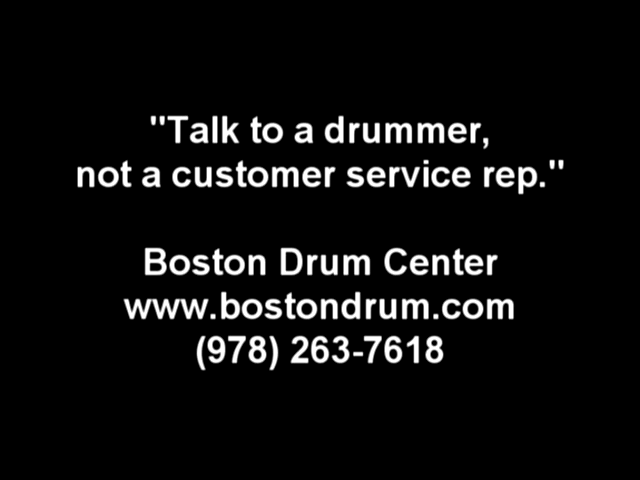 "Talk to a drummer,
not a customer service rep."
Boston Drum Center
www.bostondrum.com
(978) 263-7618